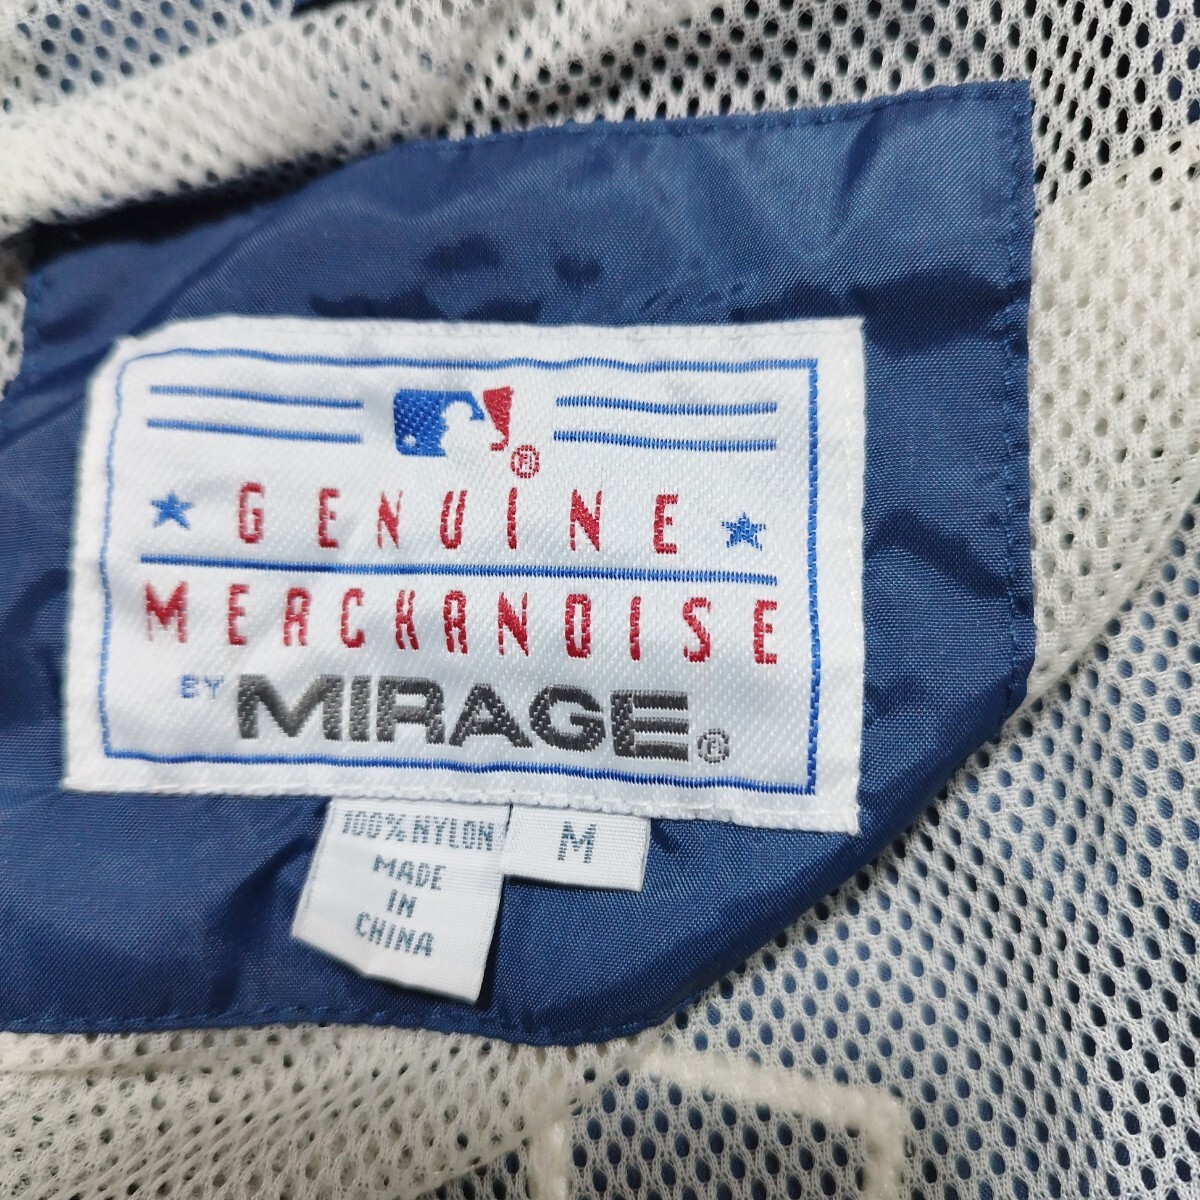 ®
GENUINE
MERCHANDISE
BY MIRAGE®
100% NYLON
MADE
IN
CHINA
M